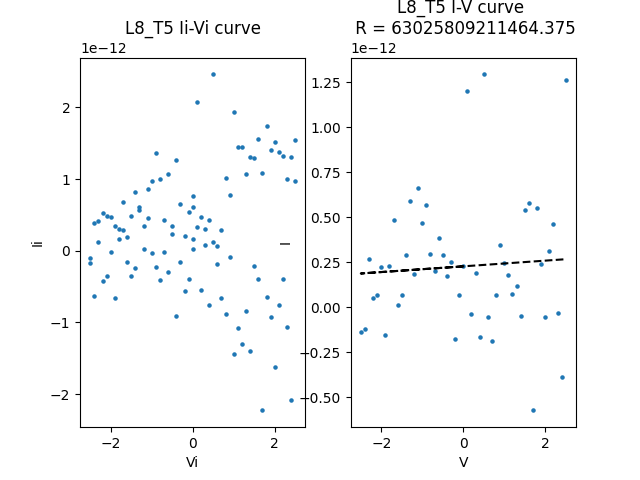 L8_T5 Ii-Vi curve
1e−12
2
1
0
−1
−2
−2
0
2
Ii
Vi
L8_T5 I-V curve
R = 63025809211464.375
1e−12
1.25
1.00
0.75
0.50
0.25
0.00
−0.25
−0.50
−2
0
2
I
V